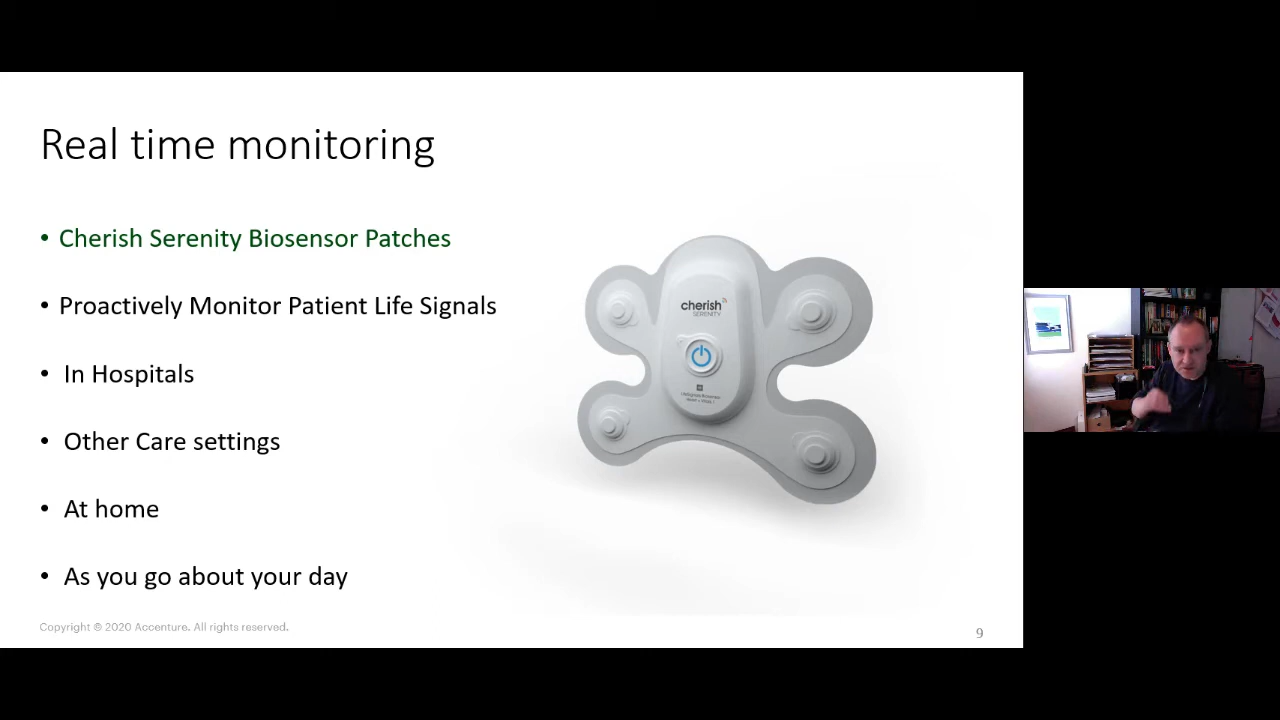 Real time monitoring
• Cherish Serenity Biosensor Patches
• Proactively Monitor Patient Life Signals
• In Hospitals
• Other Care settings
• At home
• As you go about your day
cherish
SERENITY
Copyright © 2020 Accenture. All rights reserved.
9